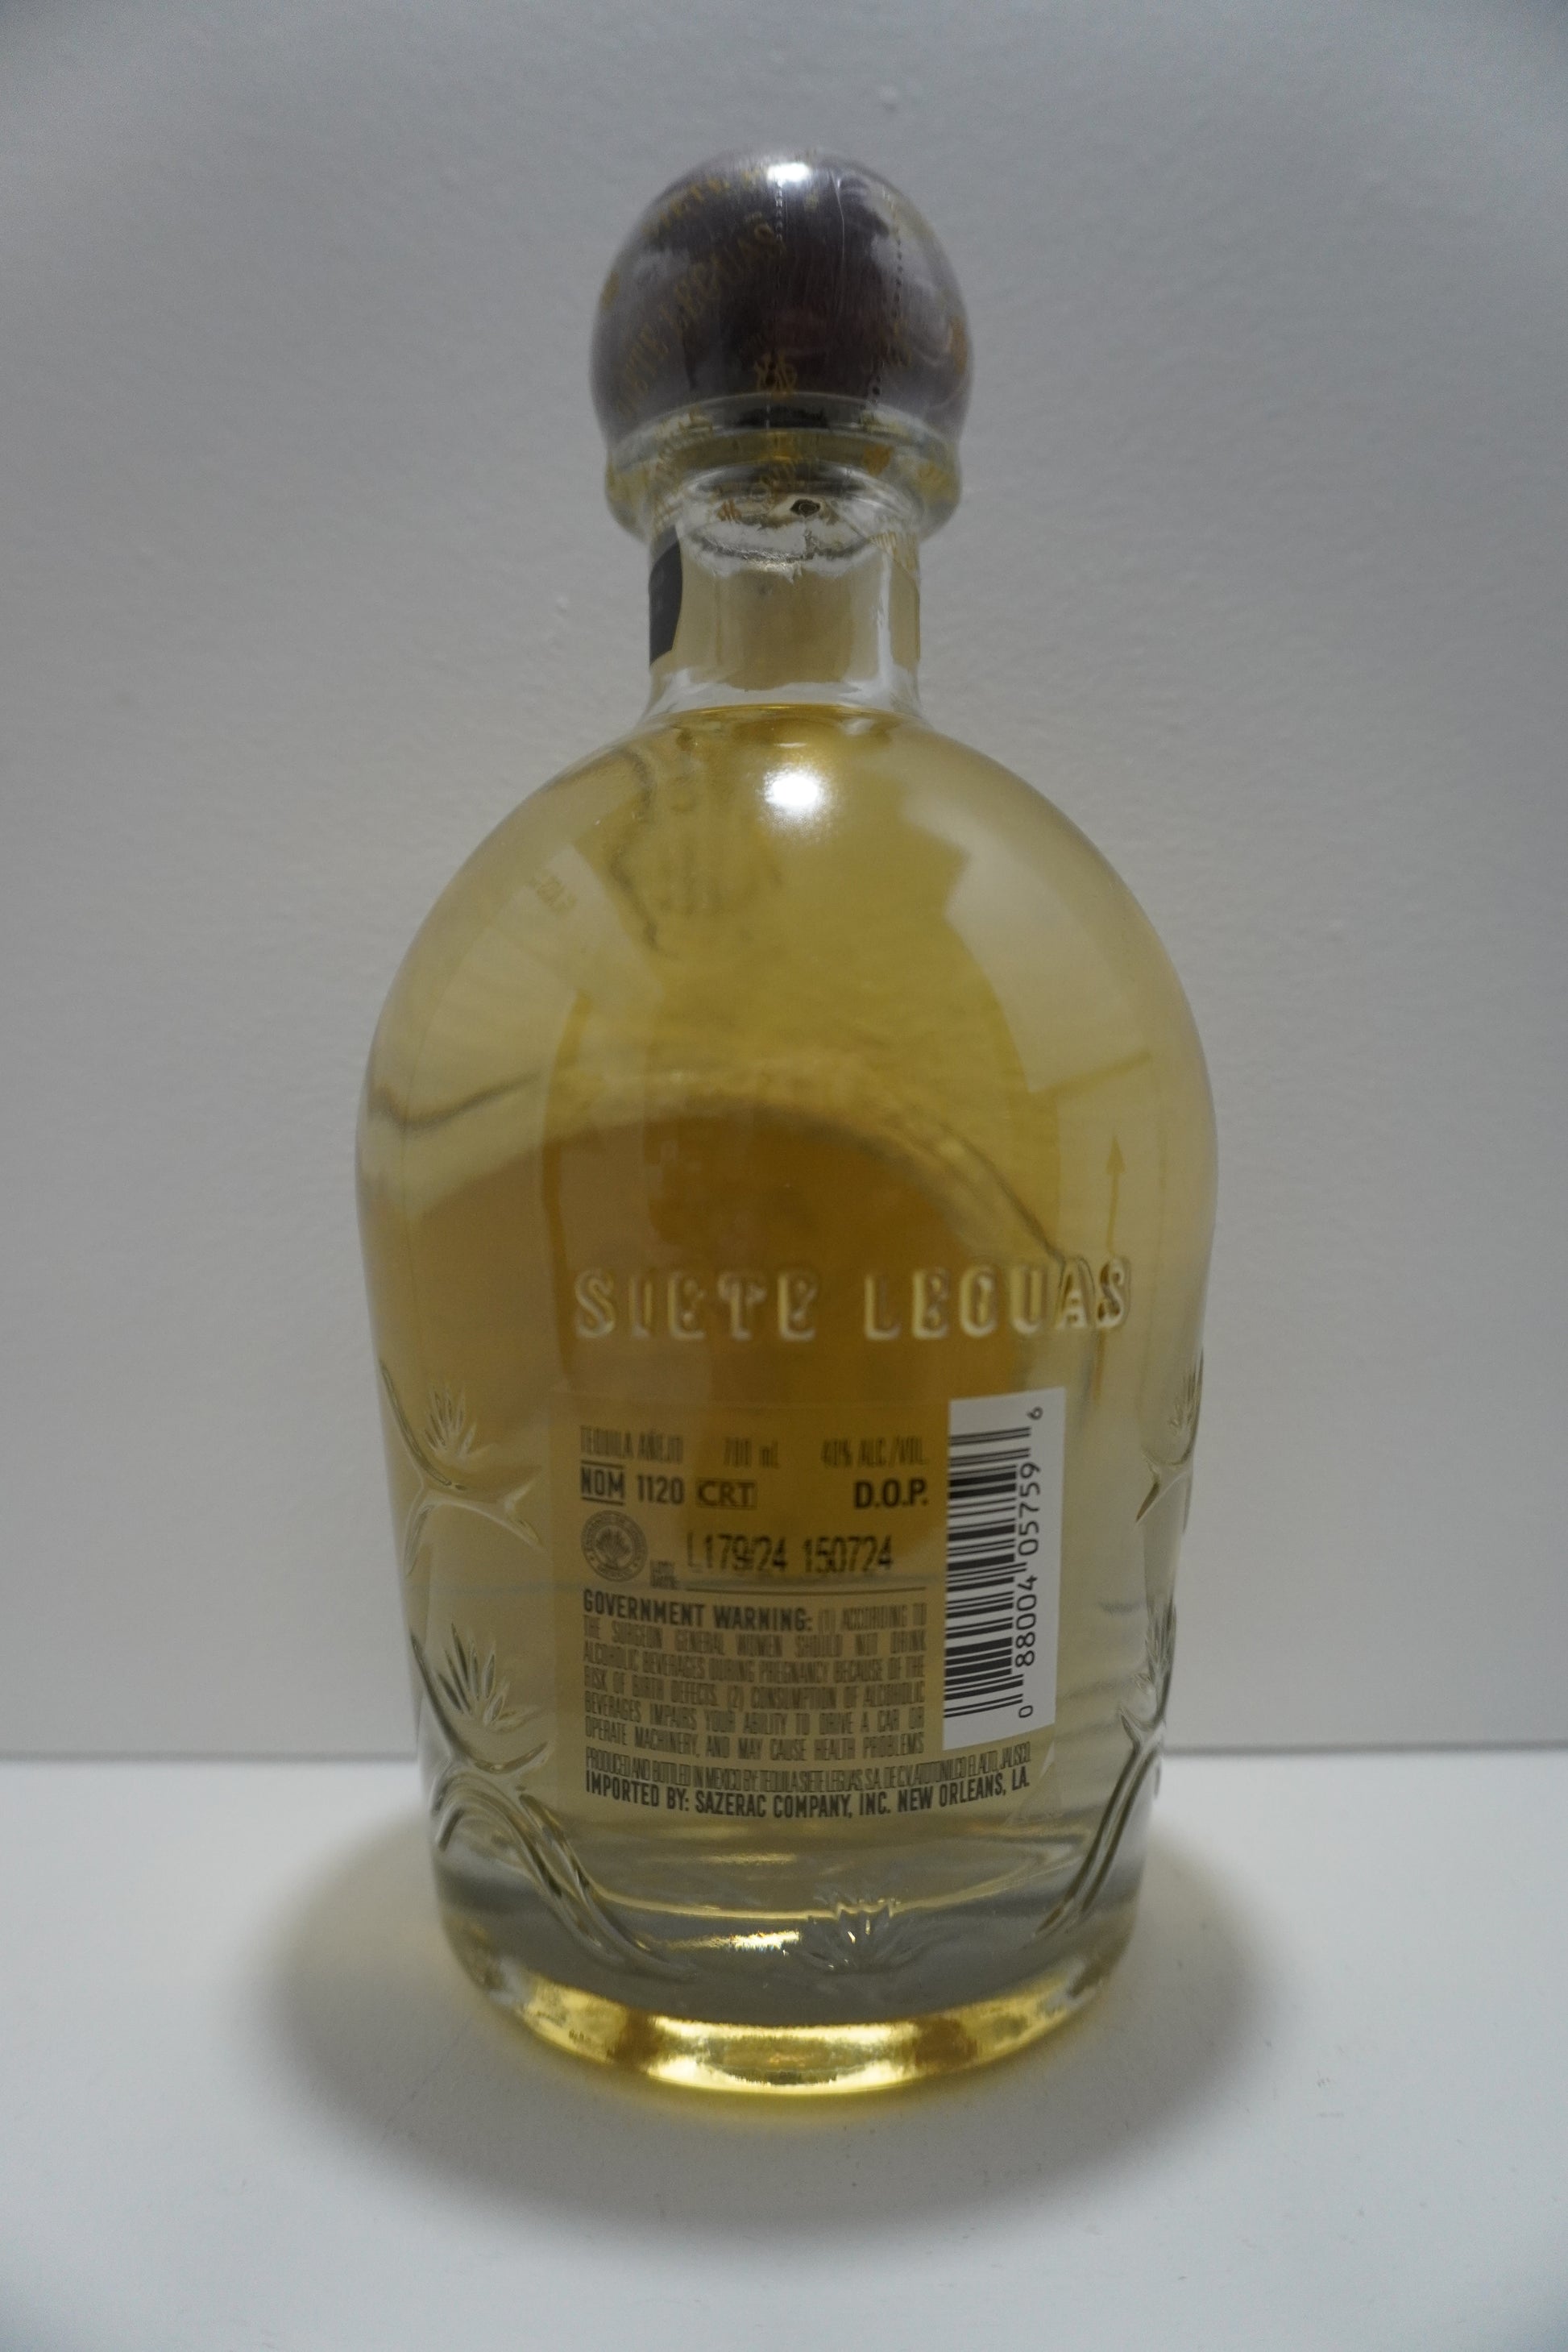 SIETE LEGUAS
SIETE LEGUAS
TEQUILA AÑEJO 700 mL 40% ALC./VOL.
NOM 1120 CRT D.O.P.
L179/24 150724
GOVERNMENT WARNING: (1) ACCORDING TO
THE SURGEON GENERAL WOMEN SHOULD NOT DRINK
ALCOHOLIC BEVERAGES DURING PREGNANCY BECAUSE OF THE
RISK OF BIRTH DEFECTS. (2) CONSUMPTION OF ALCOHOLIC
BEVERAGES IMPAIRS YOUR ABILITY TO DRIVE A CAR OR
OPERATE MACHINERY, AND MAY CAUSE HEALTH PROBLEMS
PRODUCED AND BOTTLED IN MEXICO BY: TEQUILA SIETE LEGUAS, S.A. DE C.V. ATOTONILCO EL ALTO, JALISCO.
IMPORTED BY: SAZERAC COMPANY, INC. NEW ORLEANS, LA.
0 88004 05759 6